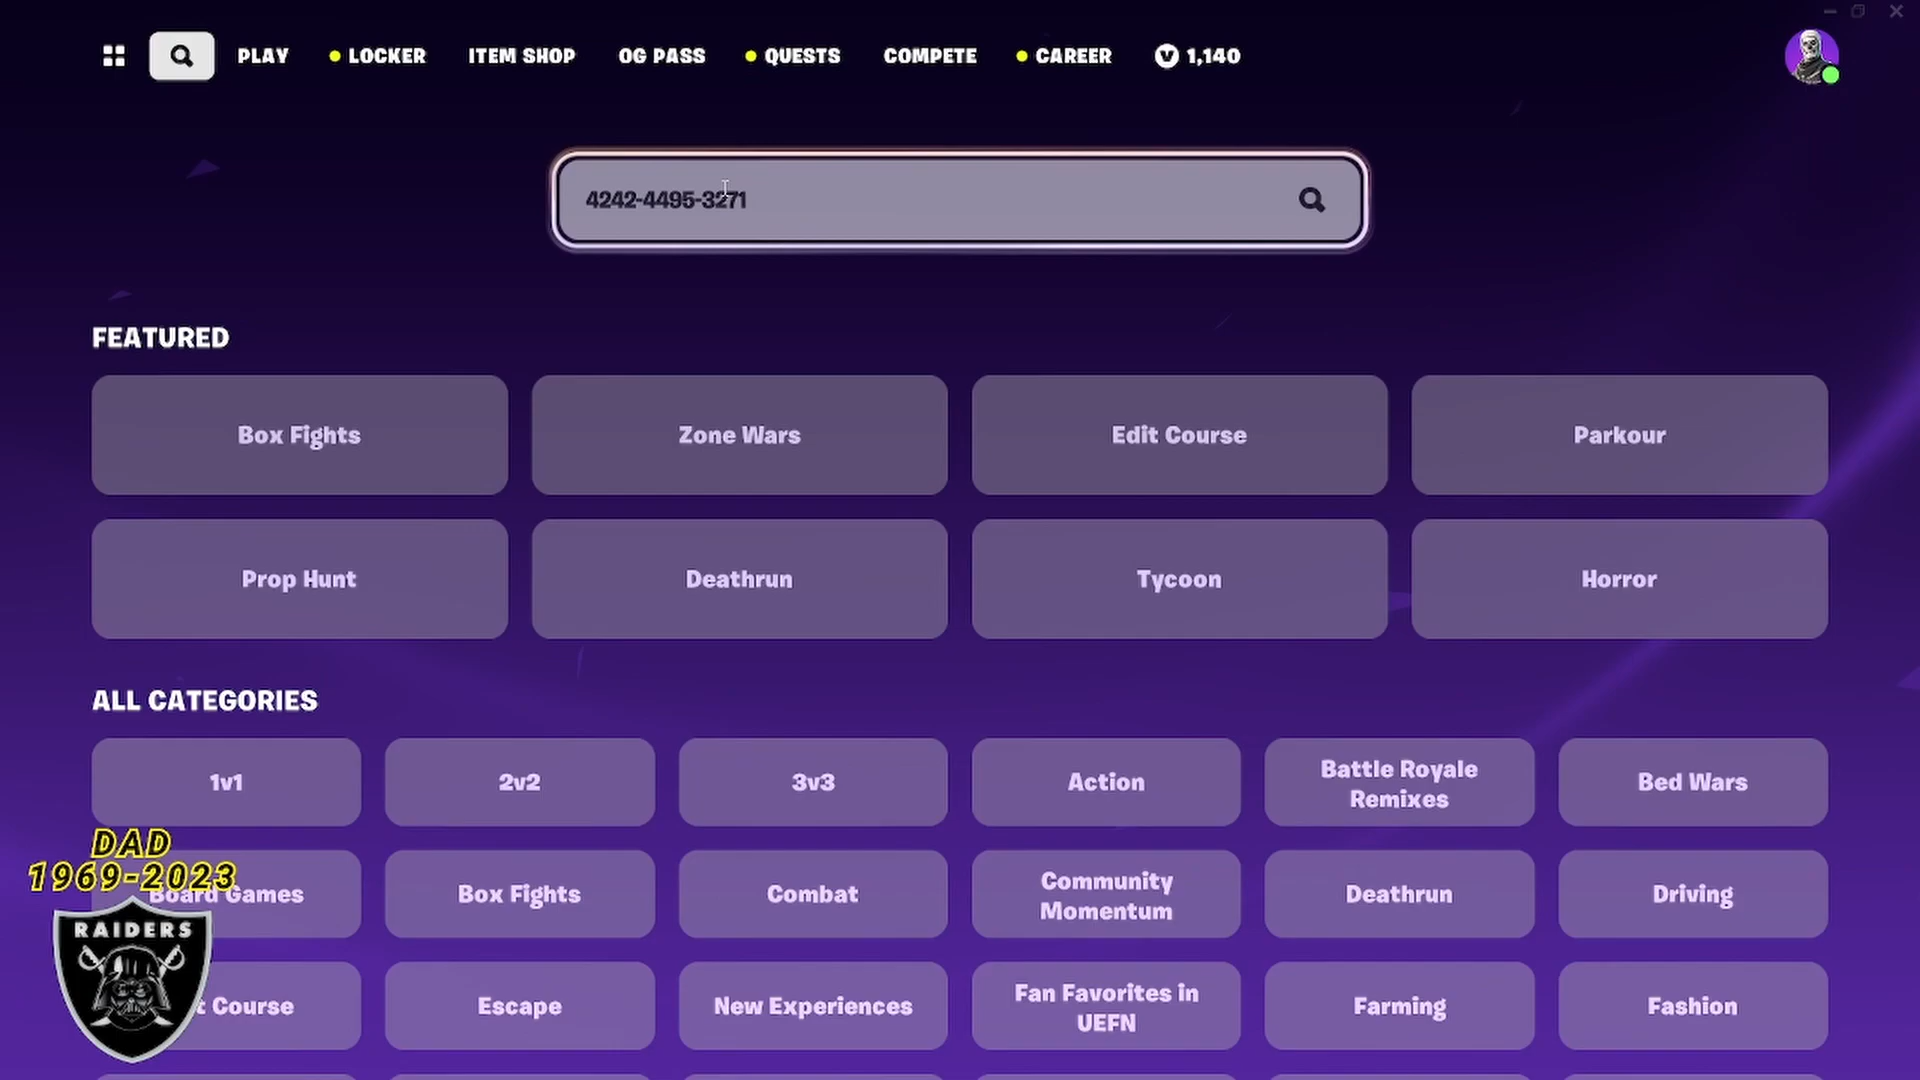 PLAY LOCKER ITEM SHOP OG PASS QUESTS COMPETE CAREER V 1,140
4242-4495-3271
FEATURED
Box Fights Zone Wars Edit Course Parkour
Prop Hunt Deathrun Tycoon Horror
ALL CATEGORIES
1v1 2v2 3v3 Action
Battle Royale
Remixes
Bed Wars
DAD
1969-2023
Board Games Box Fights Combat
Community
Momentum
Deathrun Driving
RAIDERS
t Course Escape New Experiences
Fan Favorites in
UEFN
Farming Fashion